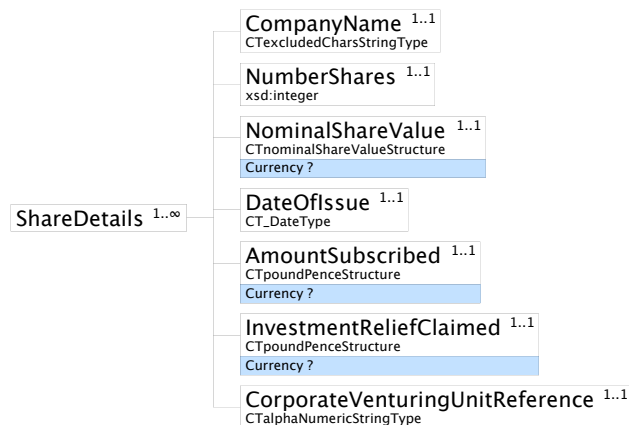 CompanyName 1..1
CTexcludedCharsStringType
NumberShares 1..1
xsd:integer
NominalShareValue 1..1
CTnominalShareValueStructure
Currency ?
ShareDetails 1..∞
DateOfIssue 1..1
CT_DateType
AmountSubscribed 1..1
CTpoundPenceStructure
Currency ?
InvestmentReliefClaimed 1..1
CTpoundPenceStructure
Currency ?
CorporateVenturingUnitReference 1..1
CTalphaNumericStringType